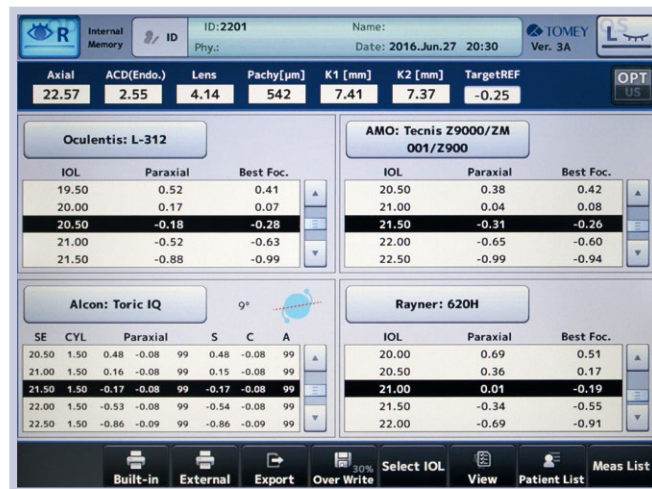 R
Internal Memory
ID
ID:2201
Phy.:
Name:
Date: 2016.Jun.27 20:30
TOMEY
Ver. 3A
L
Axial ACD(Endo.) Lens Pachy[µm] K1 [mm] K2 [mm] TargetREF
22.57 2.55 4.14 542 7.41 7.37 -0.25
OPT
US
Oculentis: L-312
IOL Paraxial Best Foc.
19.50 0.52 0.41
20.00 0.17 0.07
20.50 -0.18 -0.28
21.00 -0.52 -0.63
21.50 -0.88 -0.99
AMO: Tecnis Z9000/ZM
001/Z900
IOL Paraxial Best Foc.
20.50 0.38 0.42
21.00 0.04 0.08
21.50 -0.31 -0.26
22.00 -0.65 -0.60
22.50 -0.99 -0.94
Alcon: Toric IQ
9°
SE CYL Paraxial S C A
20.50 1.50 0.48 -0.08 99 0.48 -0.08 99
21.00 1.50 0.16 -0.08 99 0.15 -0.08 99
21.50 1.50 -0.17 -0.08 99 -0.17 -0.08 99
22.00 1.50 -0.53 -0.08 99 -0.54 -0.08 99
22.50 1.50 -0.86 -0.09 99 -0.86 -0.09 99
Rayner: 620H
IOL Paraxial Best Foc.
20.00 0.69 0.51
20.50 0.36 0.17
21.00 0.01 -0.19
21.50 -0.34 -0.55
22.00 -0.69 -0.91
Built-in
External
Export
30%
Over Write
Select IOL
View
Patient List
Meas List